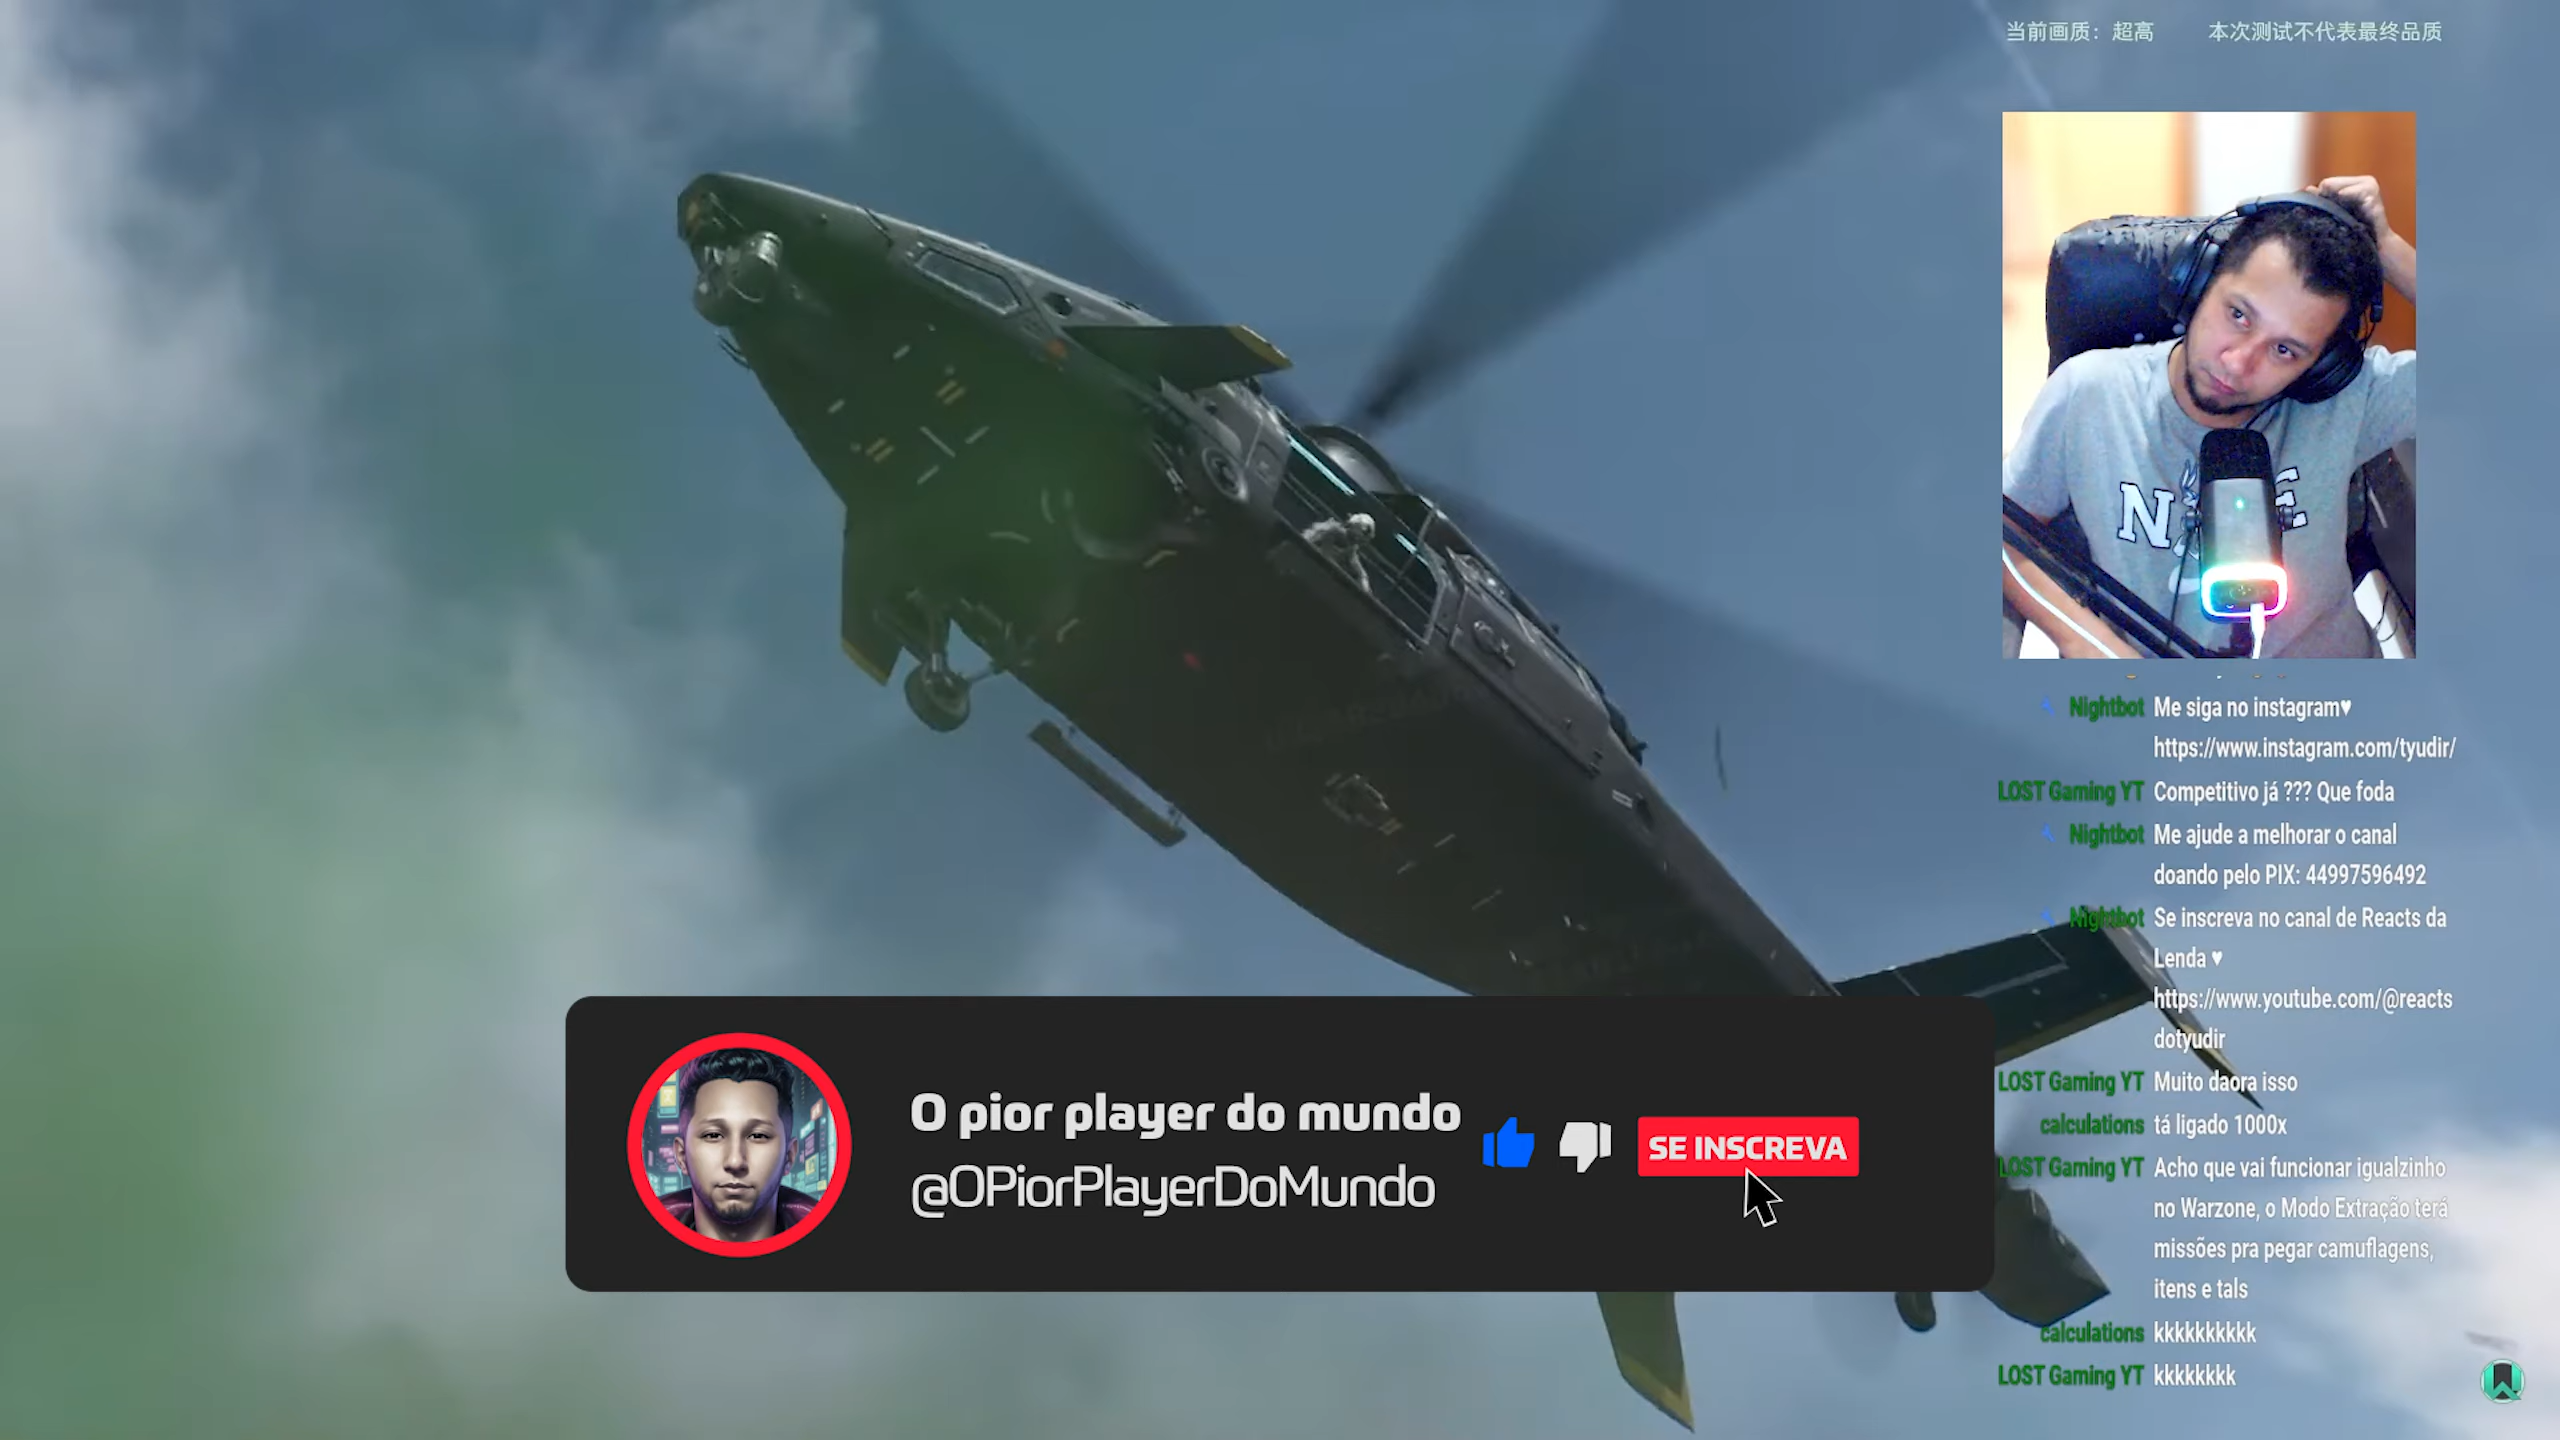 当前画质：超高 本次测试不代表最终品质
Nightbot Me siga no instagram♥
https://www.instagram.com/tyudir/
LOST Gaming YT Competitivo já ??? Que foda
Nightbot Me ajude a melhorar o canal
doando pelo PIX: 44997596492
Nightbot Se inscreva no canal de Reacts da
Lenda ♥
https://www.youtube.com/@reacts
dotyudir
LOST Gaming YT Muito daora isso
calculations tá ligado 1000x
LOST Gaming YT Acho que vai funcionar igualzinho
no Warzone, o Modo Extração terá
missões pra pegar camuflagens,
itens e tals
calculations kkkkkkkkkk
LOST Gaming YT kkkkkkkk
O pior player do mundo
@OPiorPlayerDoMundo
SE INSCREVA